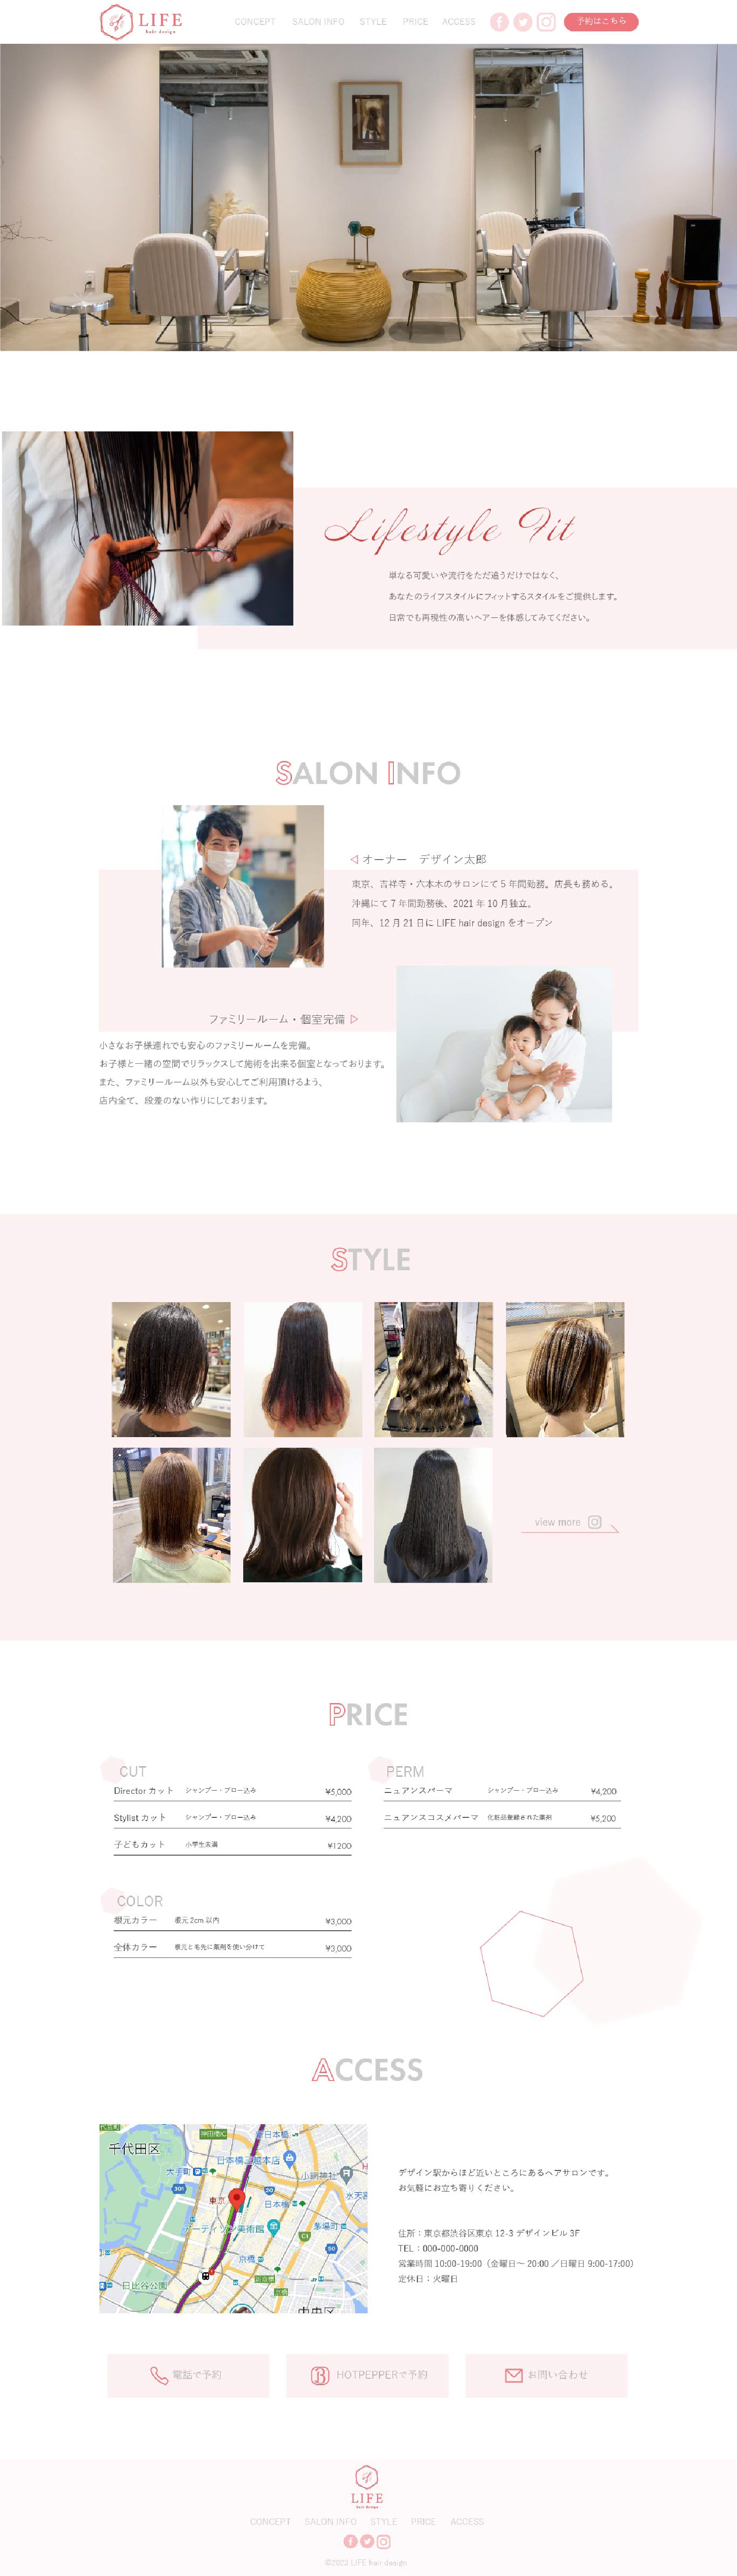 LIFE
hair design
CONCEPT SALON INFO STYLE PRICE ACCESS
予約はこちら
Lifestyle Fit
単なる可愛いや流行をただ追うだけではなく、
あなたのライフスタイルにフィットするスタイルをご提供します。
日常でも再現性の高いヘアーを体感してみてください。
SALON INFO
◁ オーナー　デザイン太郎
東京、吉祥寺・六本木のサロンにて 5 年間勤務。店長も務める。
沖縄にて 7 年間勤務後、2021 年 10 月独立。
同年、12 月 21 日に LIFE hair design をオープン
ファミリールーム・個室完備 ▷
小さなお子様連れでも安心のファミリールームを完備。
お子様と一緒の空間でリラックスして施術を出来る個室となっております。
また、ファミリールーム以外も安心してご利用頂けるよう、
店内全て、段差のない作りにしております。
STYLE
view more
PRICE
CUT
Director カット シャンプー・ブロー込み ¥5,000
Stylist カット シャンプー・ブロー込み ¥4,200
子どもカット 小学生未満 ¥1200
PERM
ニュアンスパーマ シャンプー・ブロー込み ¥4,200
ニュアンスコスメパーマ 化粧品登録された薬剤 ¥5,200
COLOR
根元カラー 根元 2cm 以内 ¥3,000
全体カラー 根元と毛先に薬剤を使い分けて ¥3,000
ACCESS
千代田区
神田橋IC
新日本橋
日本橋三越本店
大手町
小網神社
301
水天宮
東京
日本橋
アーティゾン美術館
茅場町
C1
京橋
50
日比谷公園
中央区
デザイン駅からほど近いところにあるヘアサロンです。
お気軽にお立ち寄りください。
住所：東京都渋谷区東京 12-3 デザインビル 3F
TEL：000-000-0000
営業時間 10:00-19:00（金曜日〜 20:00 ／日曜日 9:00-17:00）
定休日：火曜日
電話で予約
HOTPEPPERで予約
お問い合わせ
LIFE
hair design
CONCEPT SALON INFO STYLE PRICE ACCESS
©2023 LIFE hair design